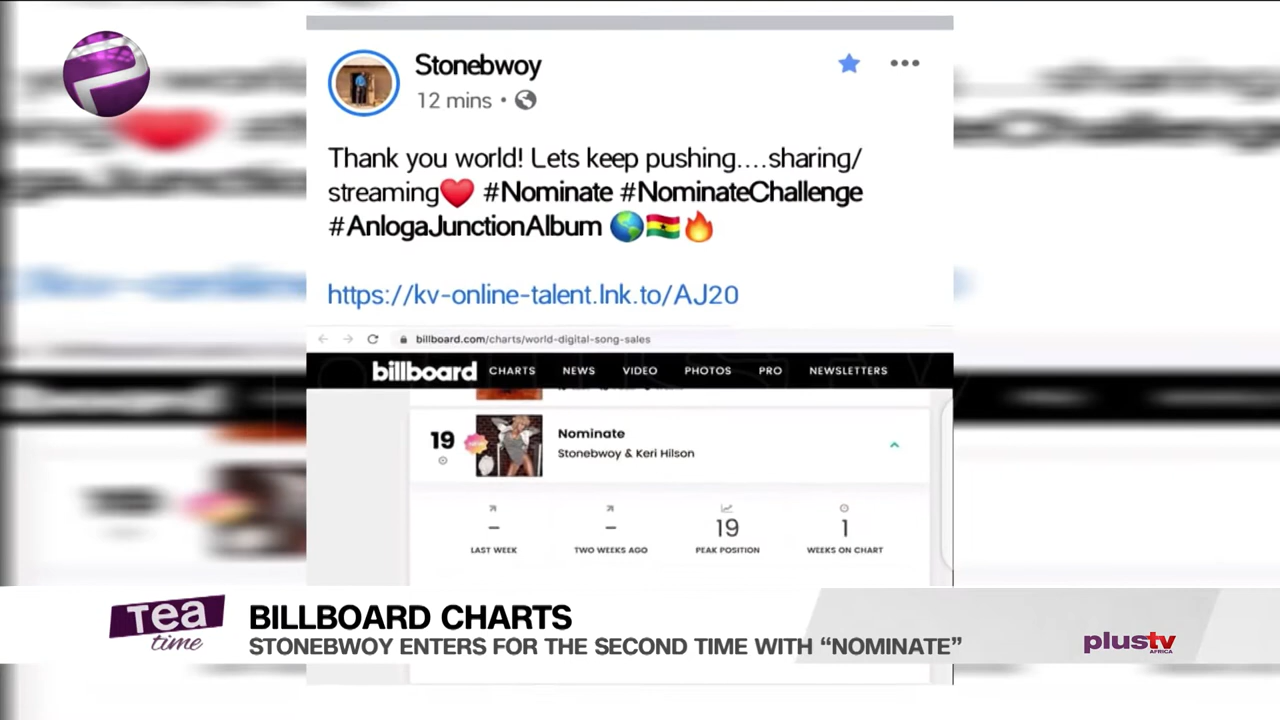 Stonebwoy
12 mins •
Thank you world! Lets keep pushing....sharing/
streaming❤️ #Nominate #NominateChallenge
#AnlogaJunctionAlbum 🌎🇬🇭🔥
https://kv-online-talent.lnk.to/AJ20
billboard.com/charts/world-digital-song-sales
billboard CHARTS NEWS VIDEO PHOTOS PRO NEWSLETTERS
19
Nominate
Stonebwoy & Keri Hilson
– – 19 1
LAST WEEK TWO WEEKS AGO PEAK POSITION WEEKS ON CHART
Tea
time
BILLBOARD CHARTS
STONEBWOY ENTERS FOR THE SECOND TIME WITH “NOMINATE”
plustv
AFRICA